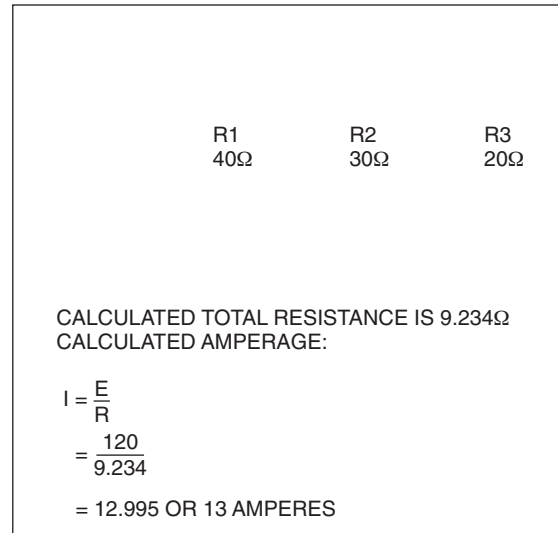 R1 R2 R3
40Ω 30Ω 20Ω
CALCULATED TOTAL RESISTANCE IS 9.234Ω
CALCULATED AMPERAGE:
I = E/R
= 120/9.234
= 12.995 OR 13 AMPERES